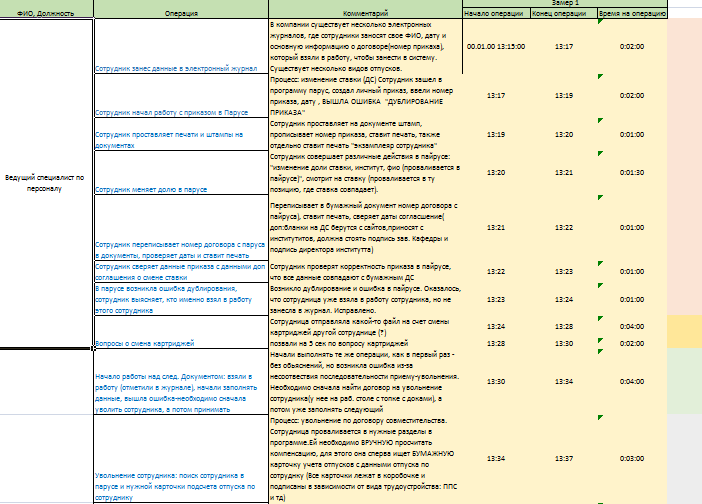 Замер 1
ФИО, Должность Операция Комментарий Начало операции Конец операции Время на операцию
В компании существует несколько электронных
журналов, где сотрудники заносят свое ФИО, дату и
основную информацию о договоре(номер приказа),
который взяли в работу, чтобы занести в систему.
Существует несколько видов отпусков.
Сотрудник занес данные в электронный журнал
00.01.00 13:15:00 13:17 0:02:00
Процесс: изменение ставки (ДС) Сотрудник зашел в
программу парус, создал личный приказ, ввели номер
приказа, дату , ВЫШЛА ОШИБКА "ДУБЛИРОВАНИЕ
ПРИКАЗА"
Сотрудник начал работу с приказом в Парусе
13:17 13:19 0:02:00
Сотрудник проставляет печати и штампы на
документах
Сотрудник проставляет на документе штамп,
прописывает номер приказа, ставит печать, также
отдельно ставит печать "экзампляр сотрудника"
13:19 13:20 0:01:00
Ведущий специалист по
персоналу
Сотрудник меняет долю в парусе
Сотрудник совершает различные действия в пайрусе:
"изменение доли ставки, институт, фио (проваливается в
пайрусе)", смотрит на ставку (проваливается в ту
позицию, где ставка совпадает).
13:20 13:21 0:01:30
Сотрудник переписывает номер договора с паруса
в документы, проверяет даты и ставит печать
Переписывает в бумажный документ номер договора с
пайруса), ставит печать, сверяет даты соглашение(
доп:бланки на ДС берутся с сайтов,приносят с
институтитов, должна стоять подпись зав. Кафедры и
подпись директора института)
13:21 13:22 0:01:00
Сотрудник сверяет данные приказа с данными доп
соглашения о смене ставки
Сотрудник проверят корректность приказа в пайрусе,
что все данные совпадают с бумажным ДС
13:22 13:23 0:01:00
В парусе возникла ошибка дублирования,
сотрудник выясняет, кто именно взял в работу
этого сотрудника
Возникло дублирование и ошибка в пайрусе. Оказалось,
что сотрудница уже взяла в работу сотрудника, но не
занесла в журнал. Исправлено.
13:23 13:24 0:01:00
Вопросы о смена картриджей
Сотрудница отправляла какой-то файл на счет смены
картриджей другой сотруднице (?)
13:24 13:28 0:04:00
позвали на 5 сек по вопросу картриджей
13:28 13:30 0:02:00
Начало работы над след. Документом: взяли в
работу (отметили в журнале), начали заполнять
данные, вышла ошибка-необходимо сначала
уволить сотрудника, а потом принимать
Начали выполнять те же операции, как в первый раз -
без объяснений, но возникла ошибка из-за
несоотвествия последовательности приему-увольнения.
Необходимо сначала найти договор на увольнение
сотрудника(у нее на раб. столе с топке с доками), а
потом уже заполнять следующий
13:30 13:34 0:04:00
Увольнение сотрудника: поиск сотрудника в
парусе и нужной карточки подсчета отпуска по
сотруднику
Процесс: увольнение по договору совместительства.
Сотрудница проваливается в нужные разделы в
программе.Ей необходимо ВРУЧНУЮ просчитать
компенсацию, для этого она сперва ищет БУМАЖНУЮ
карточку учета отпусков с данными отпуска по
сотруднку (Все карточки лежат в коробочке и
подписаны в зависимости от вида трудоустройства: ППС
и тд)
13:34 13:37 0:03:00